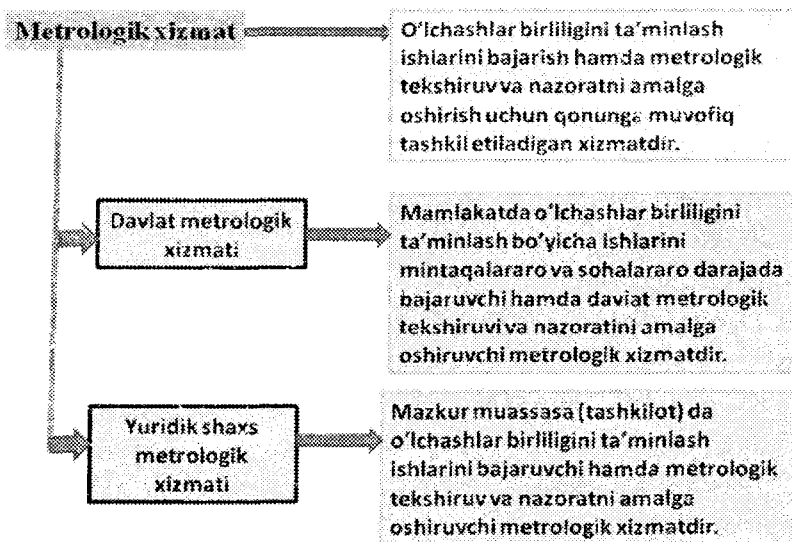 Metrologik xizmat
O‘lchashlar birliligini ta’minlash
ishlarini bajarish hamda metrologik
tekshiruv va nazoratni amalga
oshirish uchun qonunga muvofiq
tashkil etiladigan xizmatdir.
Davlat metrologik
xizmati
Mamlakatda o‘lchashlar birliligini
ta’minlash bo‘yicha ishlarini
mintaqalararo va sohalararo darajada
bajaruvchi hamda davlat metrologik
tekshiruvi va nazoratini amalga
oshiruvchi metrologik xizmatdir.
Yuridik shaxs
metrologik
xizmati
Mazkur muassasa (tashkilot) da
o‘lchashlar birliligini ta’minlash
ishlarini bajaruvchi hamda metrologik
tekshiruv va nazoratni amalga
oshiruvchi metrologik xizmatdir.